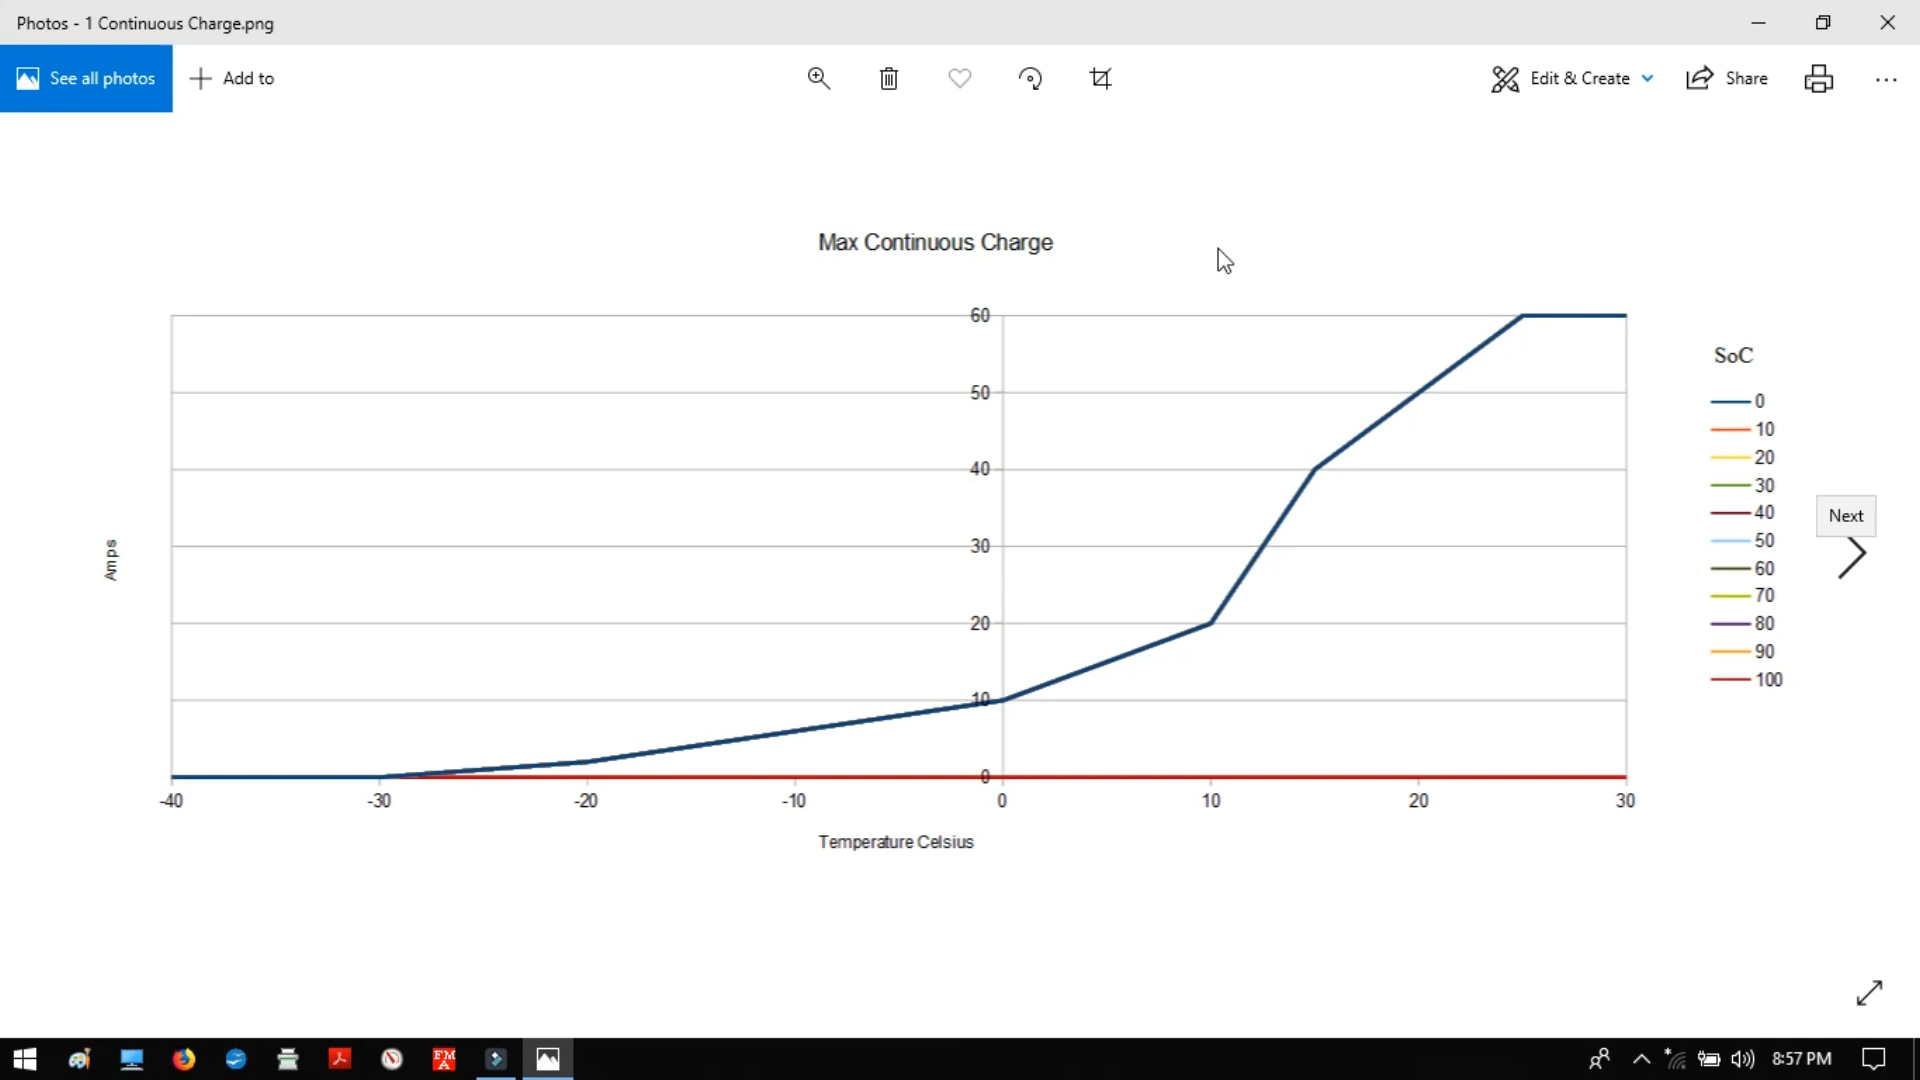 Photos - 1 Continuous Charge.png
See all photos
Add to
Edit & Create
Share
Max Continuous Charge
60
50
40
30
20
10
0
Amps
-40
-30
-20
-10
0
10
20
30
Temperature Celsius
SoC
0
10
20
30
40
50
60
70
80
90
100
Next
FM
A
8:57 PM